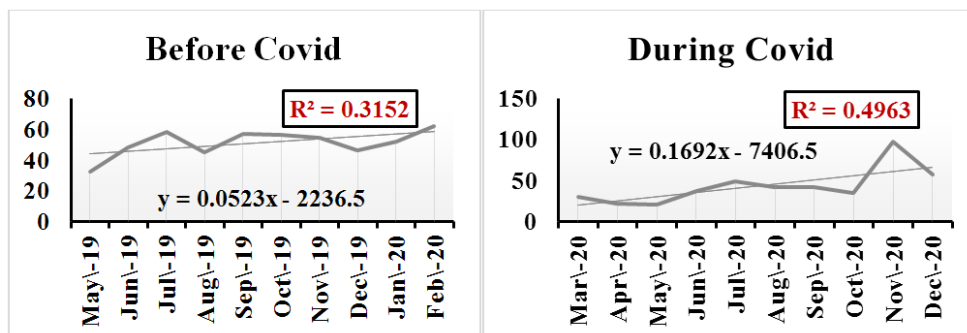 Before Covid
80
60
40
20
0
R² = 0.3152
y = 0.0523x - 2236.5
May\-19
Jun\-19
Jul\-19
Aug\-19
Sep\-19
Oct\-19
Nov\-19
Dec\-19
Jan\-20
Feb\-20
During Covid
150
100
50
0
R² = 0.4963
y = 0.1692x - 7406.5
Mar\-20
Apr\-20
May\-20
Jun\-20
Jul\-20
Aug\-20
Sep\-20
Oct\-20
Nov\-20
Dec\-20